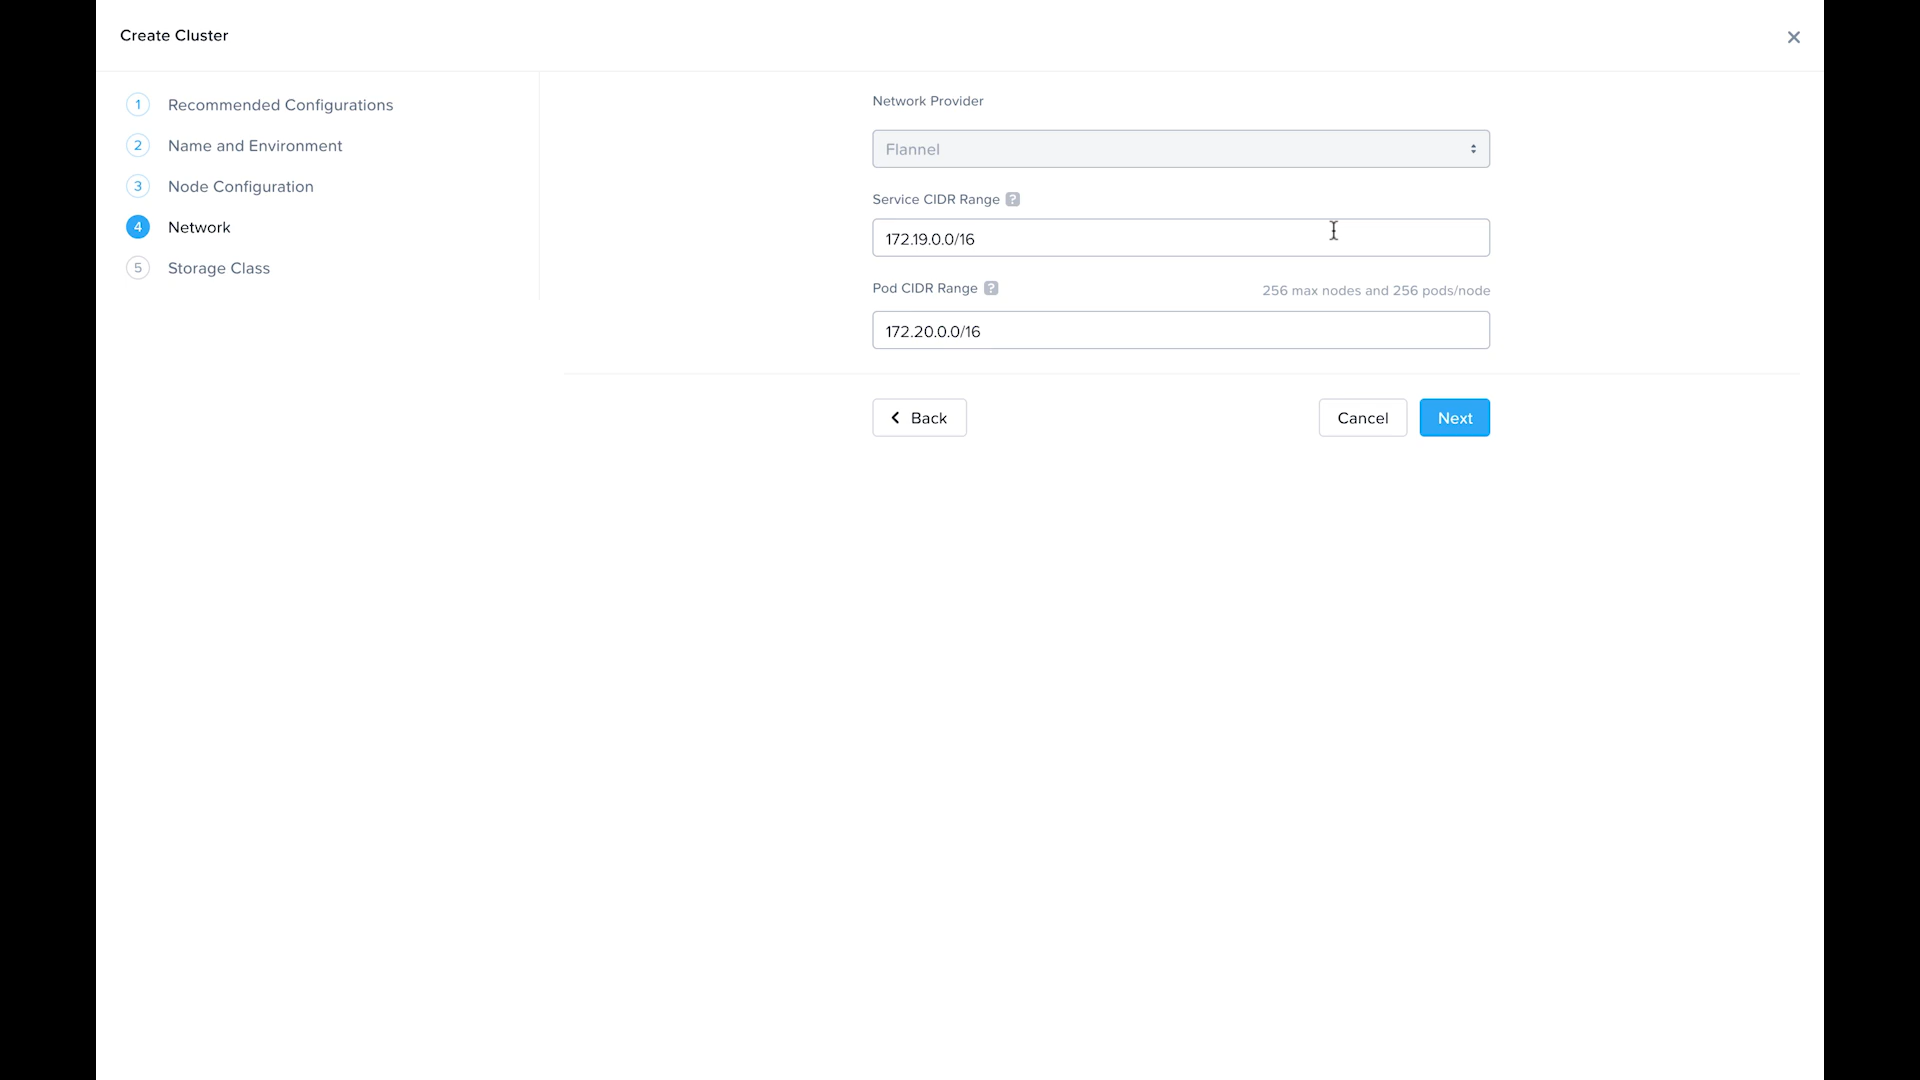 Create Cluster
1 Recommended Configurations
2 Name and Environment
3 Node Configuration
4 Network
5 Storage Class
Network Provider
Flannel
Service CIDR Range ?
172.19.0.0/16
Pod CIDR Range ? 256 max nodes and 256 pods/node
172.20.0.0/16
Back Cancel Next